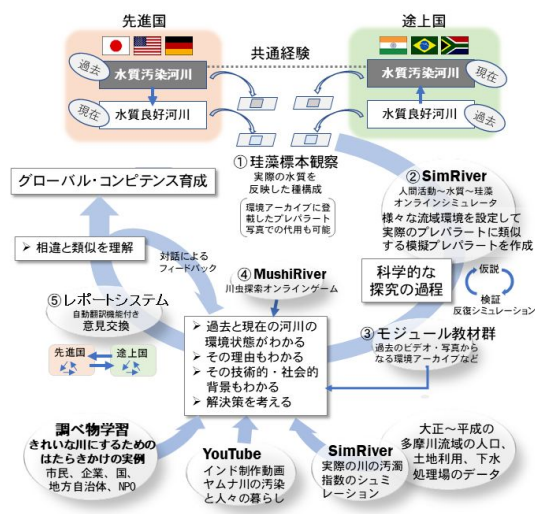 先進国
途上国
過去
水質汚染河川
現在
水質良好河川
共通経験
水質汚染河川
現在
水質良好河川
過去
①珪藻標本観察
実際の水質を
反映した種構成
環境アーカイブに登
載したプレパラート
写真での代用も可能
②SimRiver
人間活動~水質~珪藻
オンラインシミュレータ
様々な流域環境を設定して
実際のプレパラートに類似
する模擬プレパラートを作成
グローバル・コンピテンス育成
➢ 相違と類似を理解
対話による
フィードバック
科学的な
探究の過程
仮説
検証
反復シミュレーション
④MushiRiver
川虫探索オンラインゲーム
⑤レポートシステム
自動翻訳機能付き
意見交換
先進国
途上国
➢ 過去と現在の河川の
環境状態がわかる
➢ その理由もわかる
➢ その技術的・社会的
背景もわかる
➢ 解決策を考える
③モジュール教材群
過去のビデオ・写真から
なる環境アーカイブなど
調べ物学習
きれいな川にするための
はたらきかけの実例
市民、企業、国、
地方自治体、NPO
YouTube
インド制作動画
ヤムナ川の汚染
と人々の暮らし
SimRiver
実際の川の汚濁
指数のシュミ
レーション
大正~平成の
多摩川流域の人口、
土地利用、下水
処理場のデータ